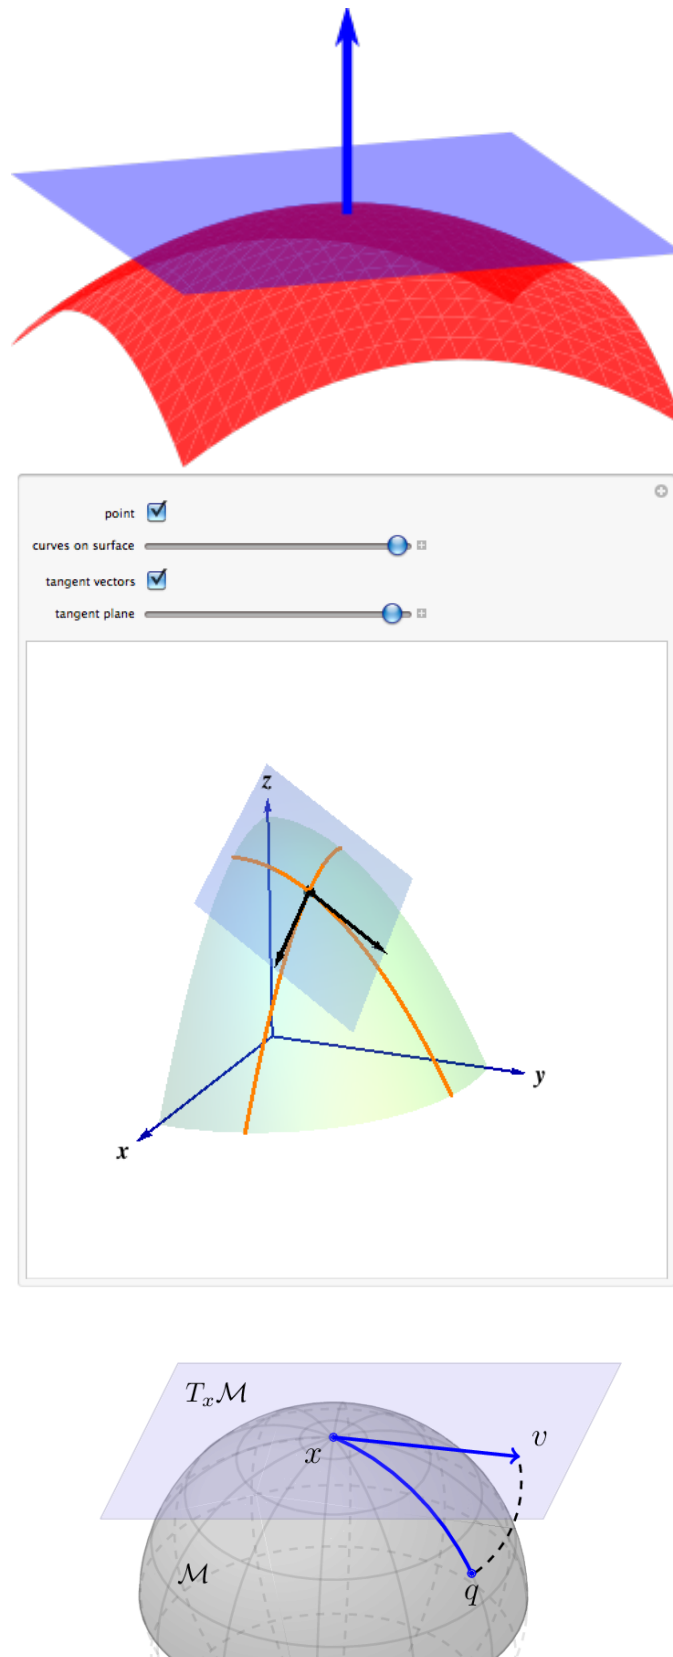 point
curves on surface
tangent vectors
tangent plane
z
y
x
Tₓℳ
v
x
ℳ
q